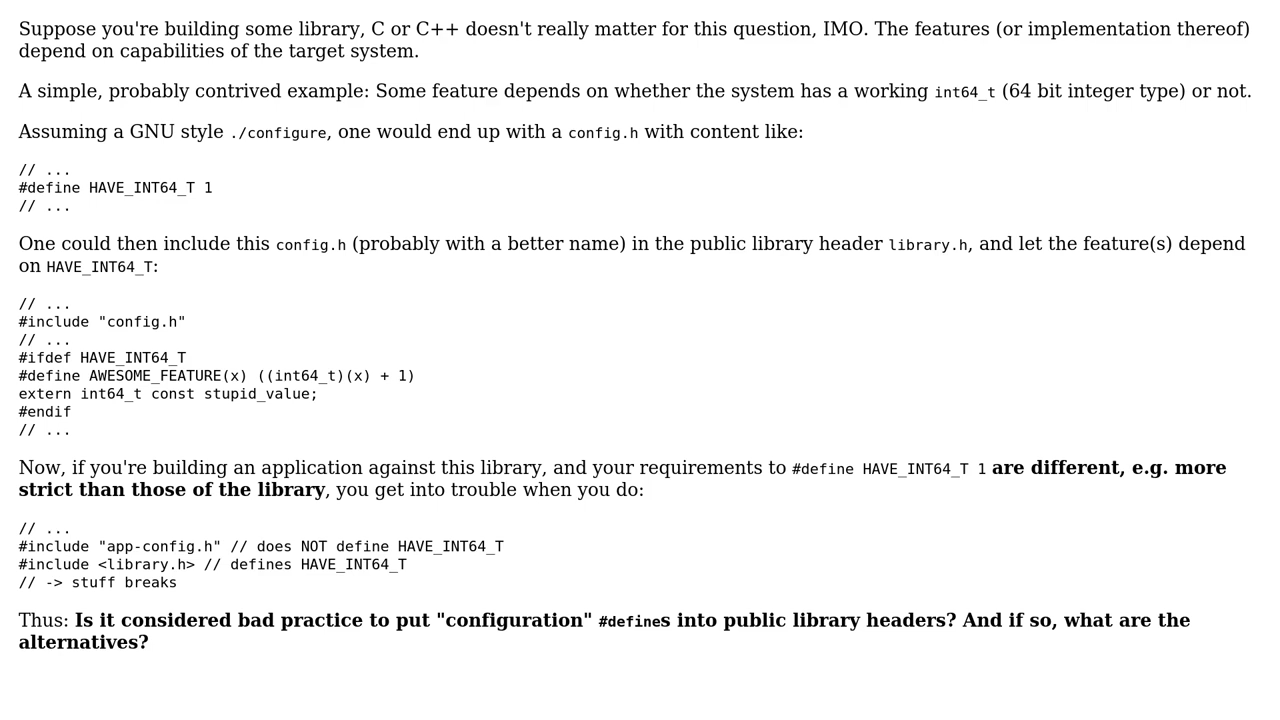 Suppose you're building some library, C or C++ doesn't really matter for this question, IMO. The features (or implementation thereof)
depend on capabilities of the target system.
A simple, probably contrived example: Some feature depends on whether the system has a working int64_t (64 bit integer type) or not.
Assuming a GNU style ./configure, one would end up with a config.h with content like:
// ...
#define HAVE_INT64_T 1
// ...
One could then include this config.h (probably with a better name) in the public library header library.h, and let the feature(s) depend
on HAVE_INT64_T:
// ...
#include "config.h"
// ...
#ifdef HAVE_INT64_T
#define AWESOME_FEATURE(x) ((int64_t)(x) + 1)
extern int64_t const stupid_value;
#endif
// ...
Now, if you're building an application against this library, and your requirements to #define HAVE_INT64_T 1 are different, e.g. more
strict than those of the library, you get into trouble when you do:
// ...
#include "app-config.h" // does NOT define HAVE_INT64_T
#include <library.h> // defines HAVE_INT64_T
// -> stuff breaks
Thus: Is it considered bad practice to put "configuration" #defines into public library headers? And if so, what are the
alternatives?